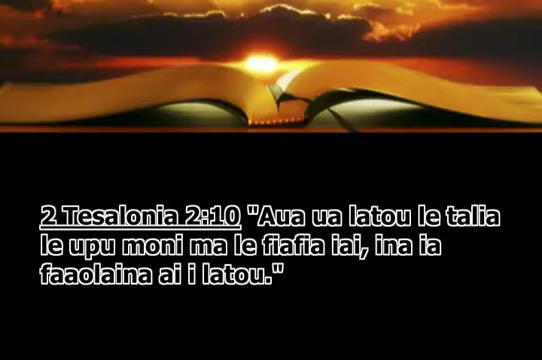 2 Tesalonia 2:10 "Aua ua latou le talia
le upu moni ma le fiafia iai, ina ia
faaolaina ai i latou."